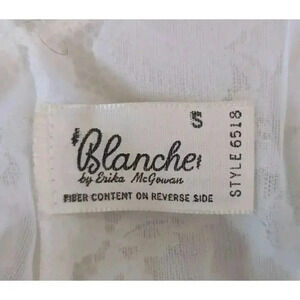 S
Blanche
by Erika McGowan
FIBER CONTENT ON REVERSE SIDE
STYLE 6518